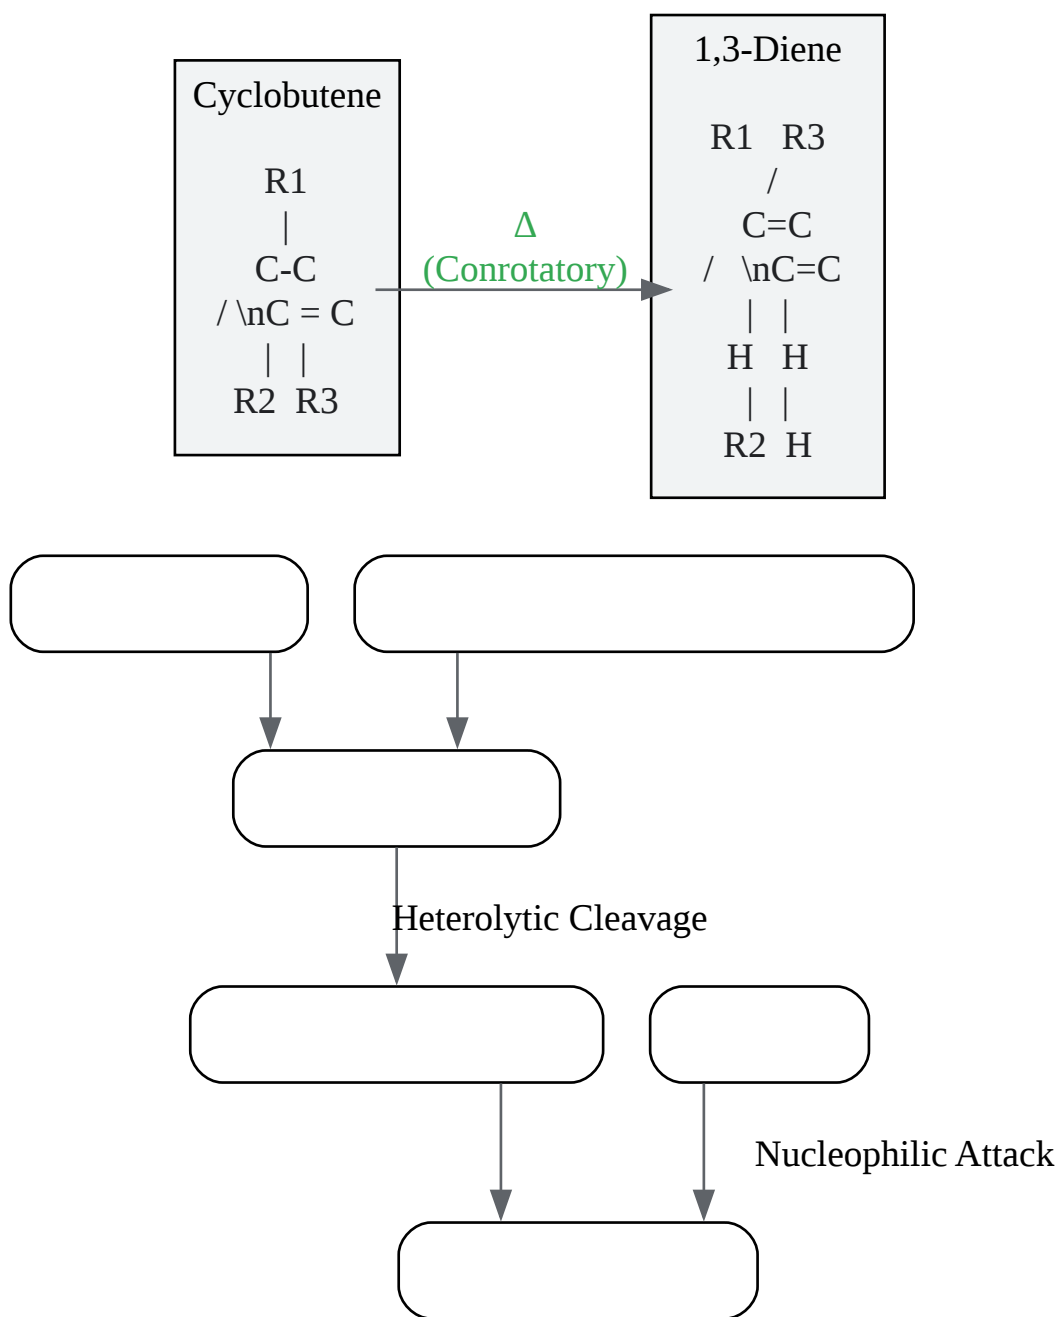 Cyclobutene
R1
|
C-C
/ \nC = C
|   |
R2  R3
Δ
(Conrotatory)
1,3-Diene
R1   R3
/
C=C
/   \nC=C
|   |
H   H
|   |
R2  H
Heterolytic Cleavage
Nucleophilic Attack